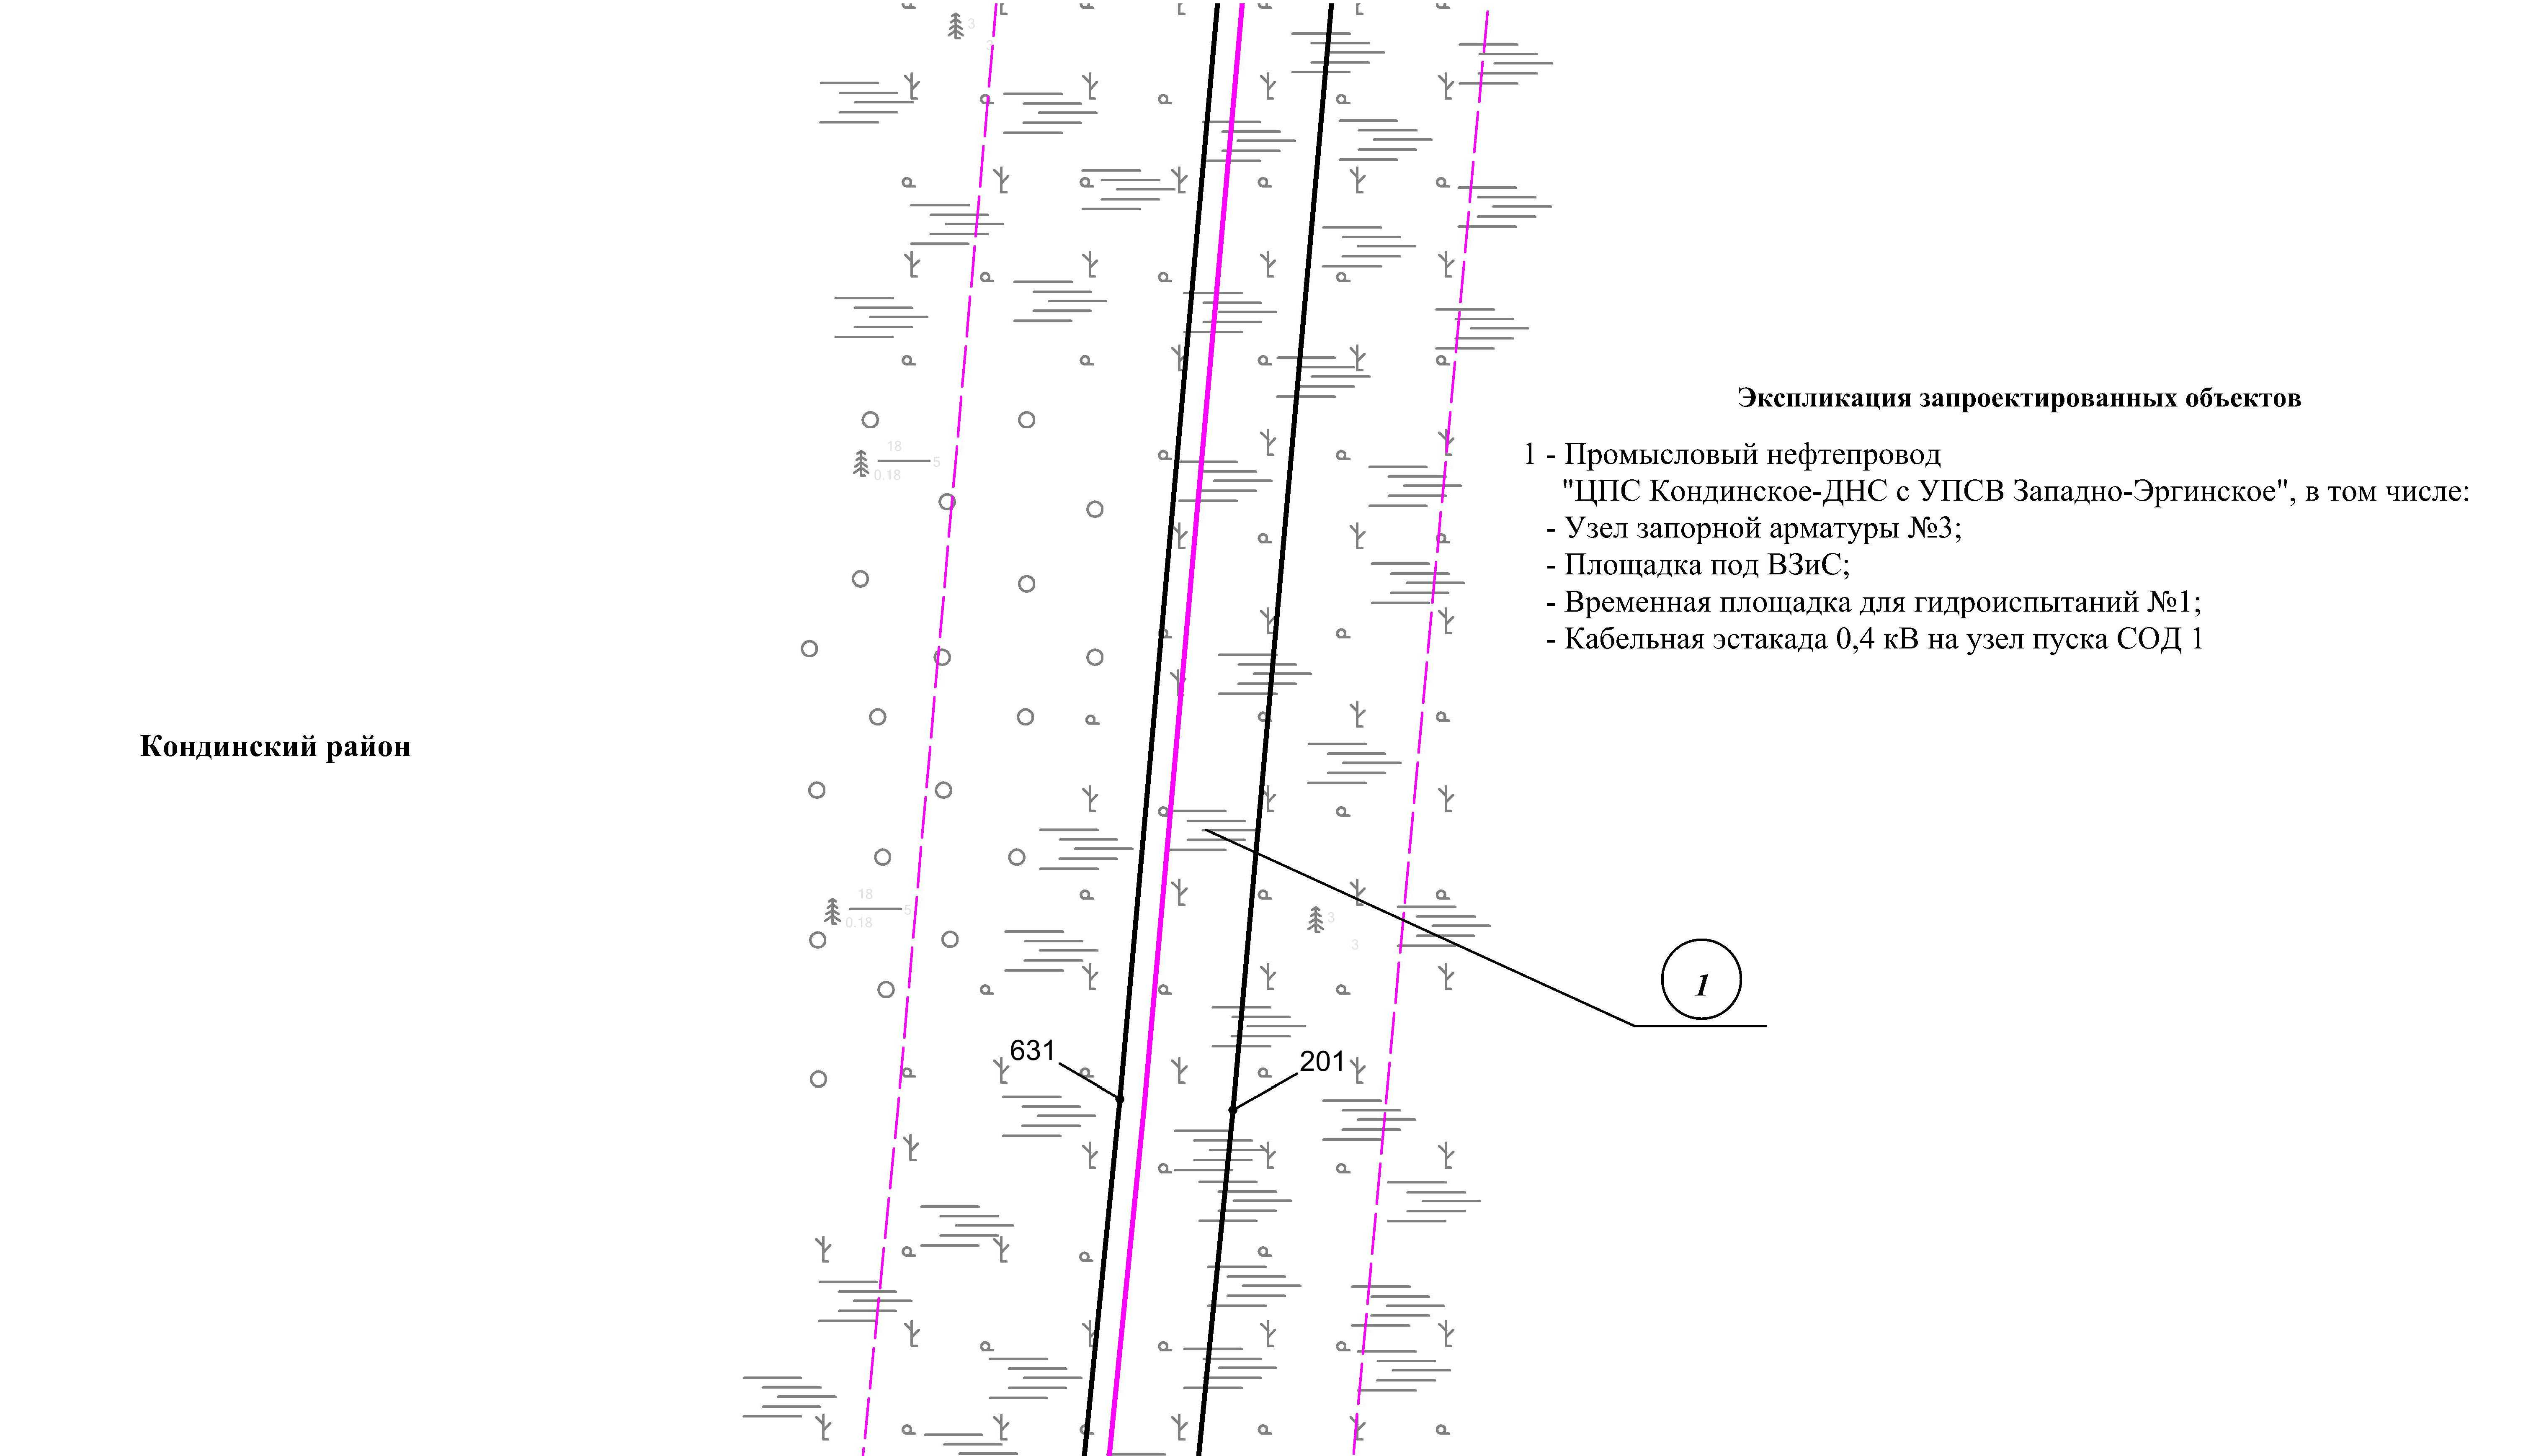 3
3
18
5
0.18
Экспликация запроектированных объектов
1 - Промысловый нефтепровод
"ЦПС Кондинское-ДНС с УПСВ Западно-Эргинское", в том числе:
- Узел запорной арматуры №3;
- Площадка под ВЗиС;
- Временная площадка для гидроиспытаний №1;
- Кабельная эстакада 0,4 кВ на узел пуска СОД 1
Кондинский район
18
5
0.18
3
3
1
631
201